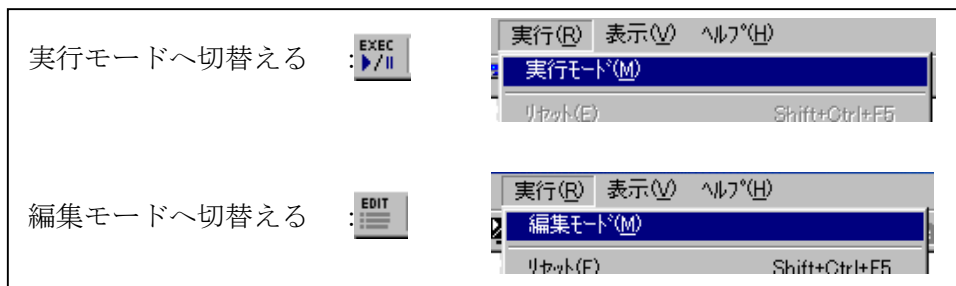 実行モードへ切替える :EXEC
実行(R) 表示(V) ﾍﾙﾌﾟ(H)
実行ﾓｰﾄﾞ(M)
ﾘｾｯﾄ(E) Shift+Ctrl+F5
編集モードへ切替える :EDIT
実行(R) 表示(V) ﾍﾙﾌﾟ(H)
編集ﾓｰﾄﾞ(M)
ﾘｾｯﾄ(E) Shift+Ctrl+F5